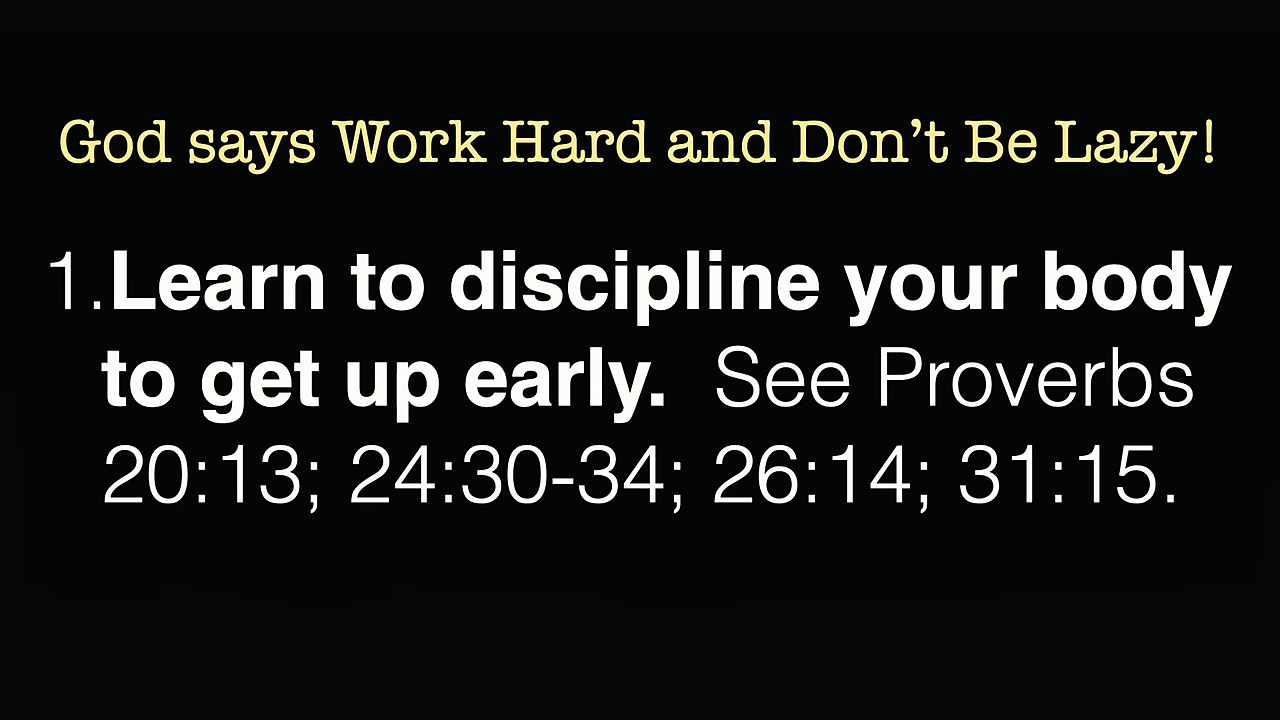 God says Work Hard and Don’t Be Lazy!
1.Learn to discipline your body
to get up early.  See Proverbs
20:13; 24:30-34; 26:14; 31:15.